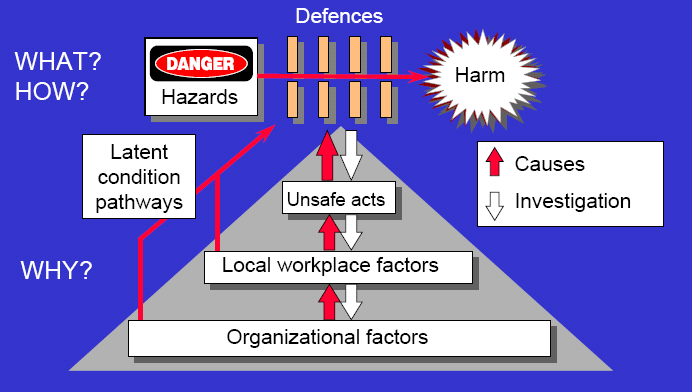 Defences
WHAT?
HOW?
DANGER
Hazards
Harm
Latent
condition
pathways
Causes
Investigation
Unsafe acts
WHY?
Local workplace factors
Organizational factors